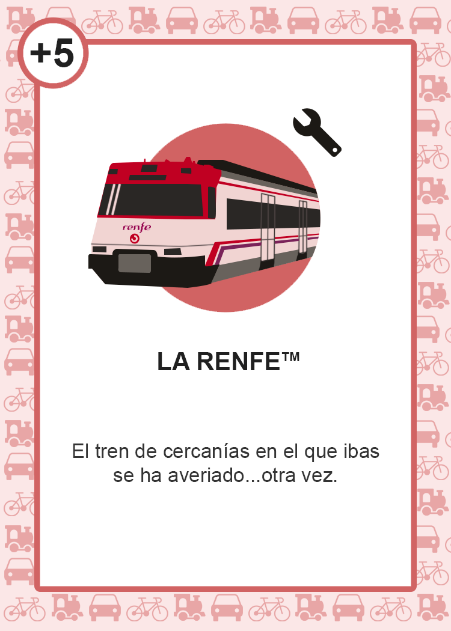 +5
renfe
LA RENFE™
El tren de cercanías en el que ibas
se ha averiado...otra vez.